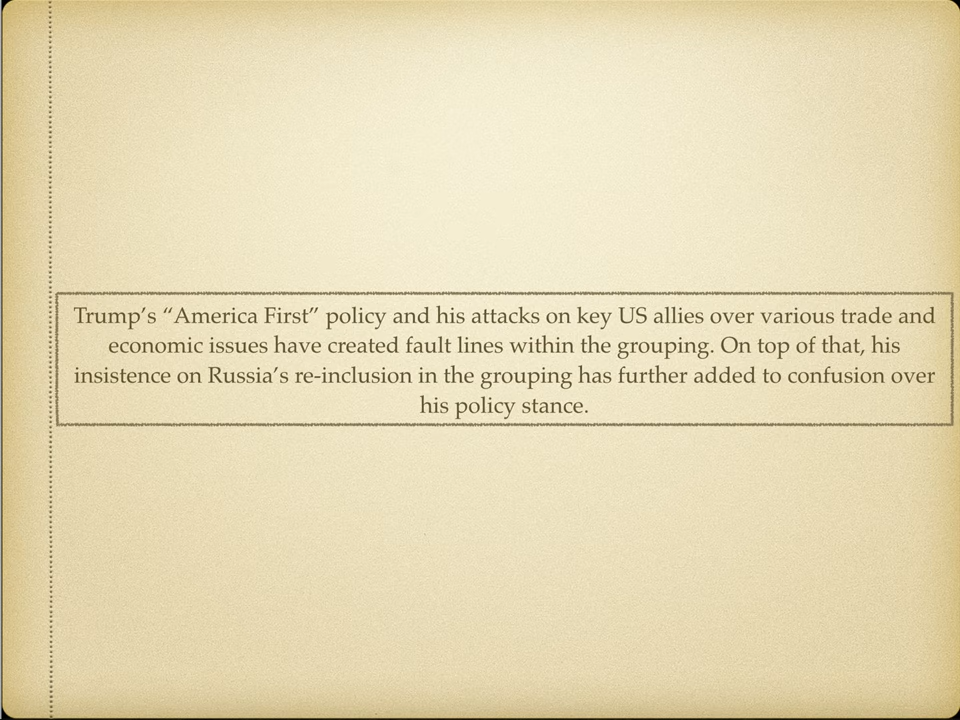 Trump’s “America First” policy and his attacks on key US allies over various trade and
economic issues have created fault lines within the grouping. On top of that, his
insistence on Russia’s re-inclusion in the grouping has further added to confusion over
his policy stance.